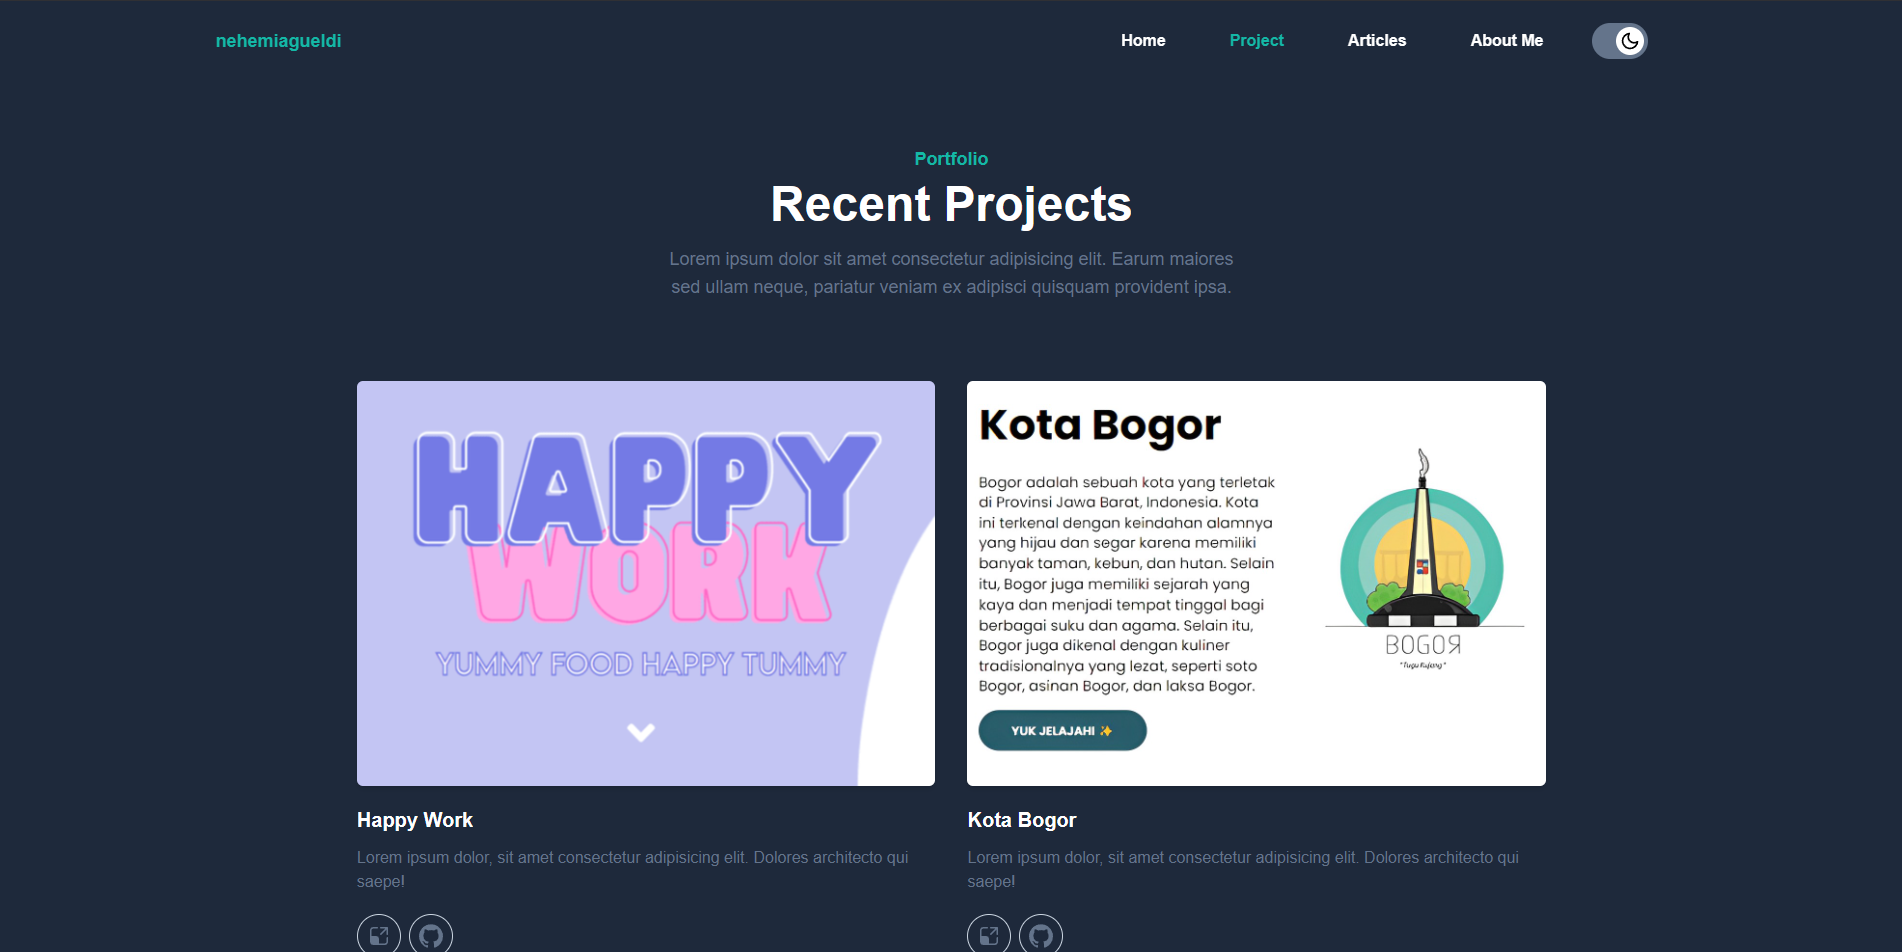 nehemiagueldi
Home
Project
Articles
About Me
Portfolio
Recent Projects
Lorem ipsum dolor sit amet consectetur adipisicing elit. Earum maiores
sed ullam neque, pariatur veniam ex adipisci quisquam provident ipsa.
HAPPY
WORK
YUMMY FOOD HAPPY TUMMY
Happy Work
Lorem ipsum dolor, sit amet consectetur adipisicing elit. Dolores architecto qui
saepe!
Kota Bogor
Bogor adalah sebuah kota yang terletak
di Provinsi Jawa Barat, Indonesia. Kota
ini terkenal dengan keindahan alamnya
yang hijau dan segar karena memiliki
banyak taman, kebun, dan hutan. Selain
itu, Bogor juga memiliki sejarah yang
kaya dan menjadi tempat tinggal bagi
berbagai suku dan agama. Selain itu,
Bogor juga dikenal dengan kuliner
tradisionalnya yang lezat, seperti soto
Bogor, asinan Bogor, dan laksa Bogor.
YUK JELAJAHI ✨
BOGOR
"Tugu Kujang"
Kota Bogor
Lorem ipsum dolor, sit amet consectetur adipisicing elit. Dolores architecto qui
saepe!